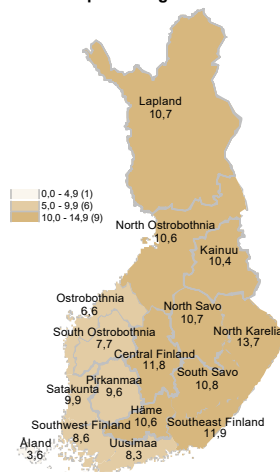 Lapland
10,7
0,0 - 4,9 (1)
5,0 - 9,9 (6)
10,0 - 14,9 (9)
North Ostrobothnia
10,6
Kainuu
10,4
Ostrobothnia
6,6
North Savo
10,7
North Karelia
13,7
South Ostrobothnia
7,7
Central Finland
11,8
Pirkanmaa
9,6
South Savo
10,8
Satakunta
9,9
Häme
10,6
Southwest Finland
8,6
Southeast Finland
11,9
Åland
3,6
Uusimaa
8,3